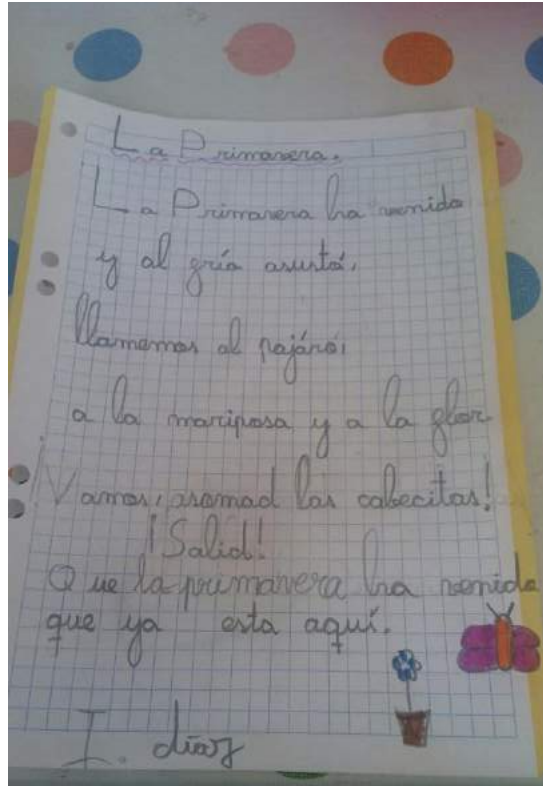 La Primavera.
La Primavera ha venido
y al frío asustó,
llamemos al pajáro,
a la mariposa y a la flor.
Vamos, asomad las cabecitas!
¡Salid!
Que la primavera ha venido
que ya esta aquí.
I. díaz